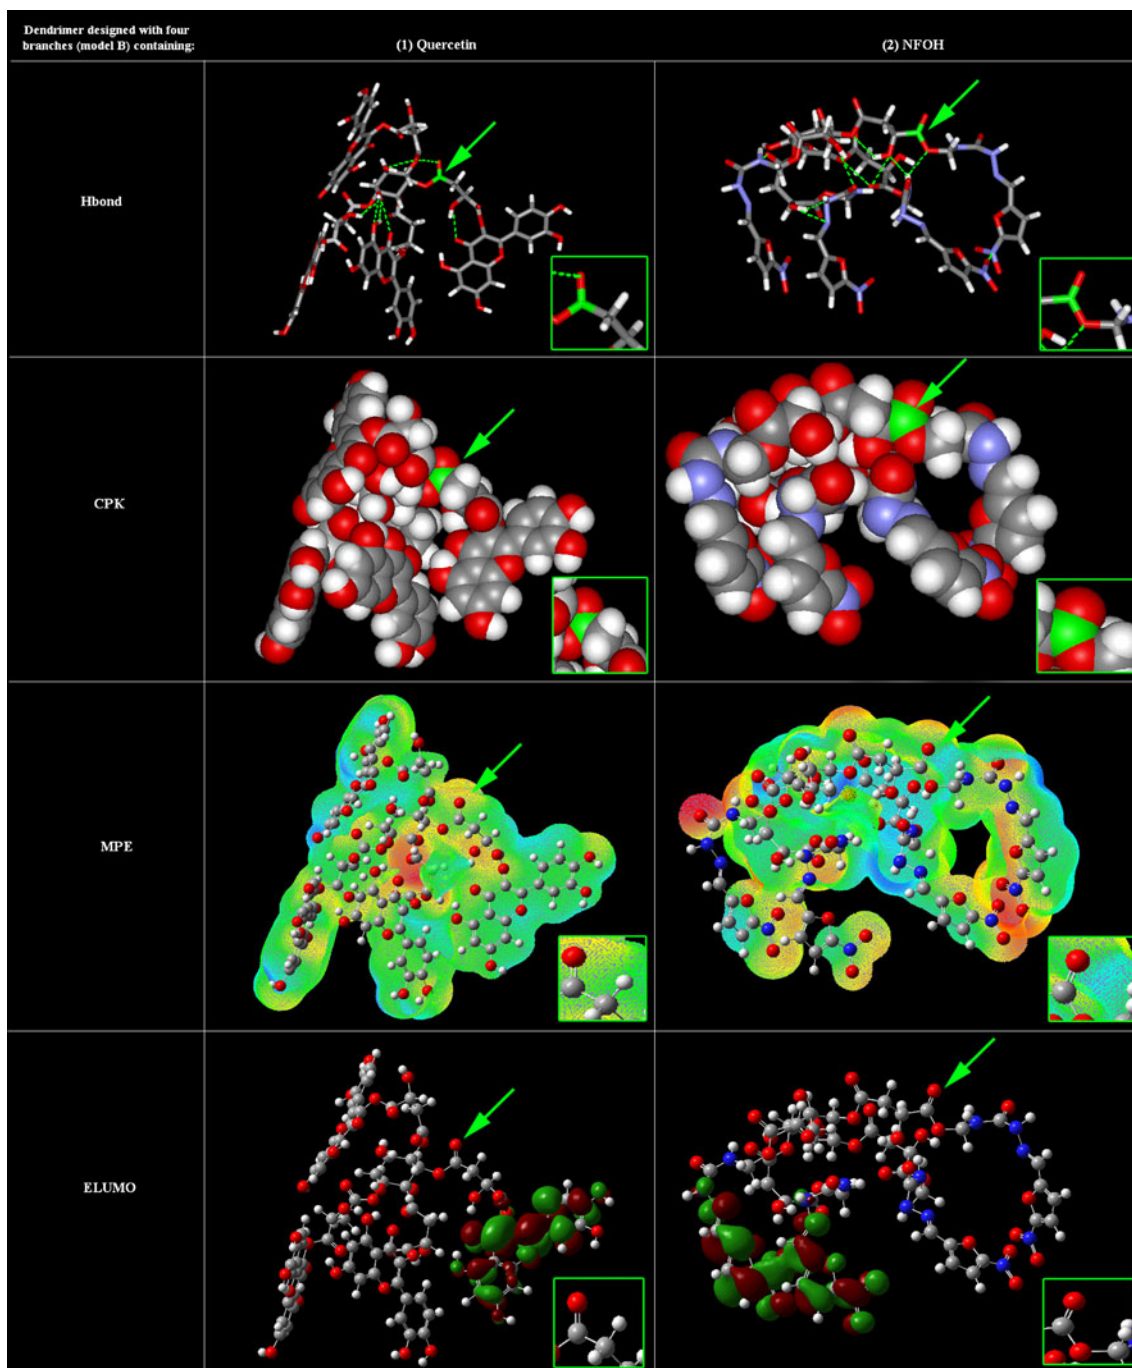 Dendrimer designed with four
branches (model B) containing:
(1) Quercetin
(2) NFOH
Hbond
CPK
MPE
ELUMO